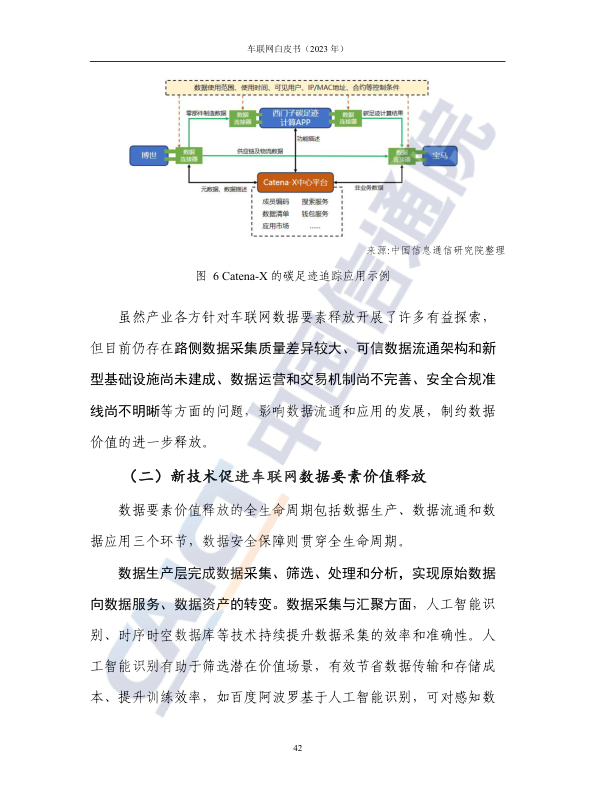 车联网白皮书（2023 年）
数据使用范围、使用时间、可见用户、IP/MAC地址、合约等控制条件
零部件制造数据
数据
连接器
西门子碳足迹
计算APP
数据
连接器
碳足迹计算结果
功能描述
博世
数据
连接器
供应链及物流数据
数据
连接器
宝马
元数据、数据描述
Catena-X中心平台
非业务数据
成员编码 搜索服务
数据清单 钱包服务
应用市场 ......
来源:中国信息通信研究院整理
图 6 Catena-X 的碳足迹追踪应用示例
虽然产业各方针对车联网数据要素释放开展了许多有益探索，
但目前仍存在路侧数据采集质量差异较大、可信数据流通架构和新
型基础设施尚未建成、数据运营和交易机制尚不完善、安全合规准
线尚不明晰等方面的问题，影响数据流通和应用的发展，制约数据
价值的进一步释放。
（二）新技术促进车联网数据要素价值释放
数据要素价值释放的全生命周期包括数据生产、数据流通和数
据应用三个环节，数据安全保障则贯穿全生命周期。
数据生产层完成数据采集、筛选、处理和分析，实现原始数据
向数据服务、数据资产的转变。数据采集与汇聚方面，人工智能识
别、时序时空数据库等技术持续提升数据采集的效率和准确性。人
工智能识别有助于筛选潜在价值场景，有效节省数据传输和存储成
本、提升训练效率，如百度阿波罗基于人工智能识别，可对感知数
42
CAICT 中国信通院